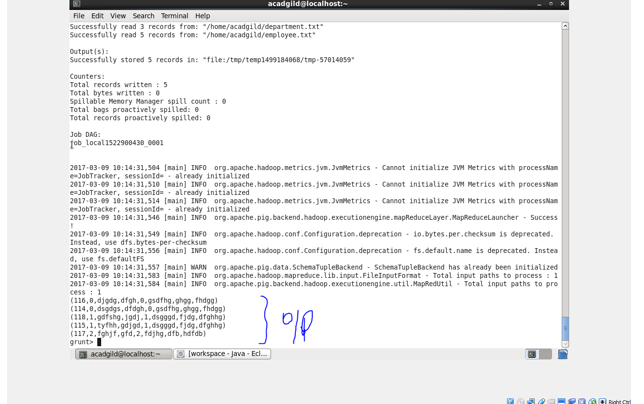 acadgild@localhost:~
File Edit View Search Terminal Help
Successfully read 3 records from: "/home/acadgild/department.txt"
Successfully read 5 records from: "/home/acadgild/employee.txt"
Output(s):
Successfully stored 5 records in: "file:/tmp/temp1499184068/tmp-57014059"
Counters:
Total records written : 5
Total bytes written : 0
Spillable Memory Manager spill count : 0
Total bags proactively spilled: 0
Total records proactively spilled: 0
Job DAG:
job_local1522900430_0001
2017-03-09 10:14:31,504 [main] INFO  org.apache.hadoop.metrics.jvm.JvmMetrics - Cannot initialize JVM Metrics with processNam
e=JobTracker, sessionId= - already initialized
2017-03-09 10:14:31,510 [main] INFO  org.apache.hadoop.metrics.jvm.JvmMetrics - Cannot initialize JVM Metrics with processNam
e=JobTracker, sessionId= - already initialized
2017-03-09 10:14:31,514 [main] INFO  org.apache.hadoop.metrics.jvm.JvmMetrics - Cannot initialize JVM Metrics with processNam
e=JobTracker, sessionId= - already initialized
2017-03-09 10:14:31,546 [main] INFO  org.apache.pig.backend.hadoop.executionengine.mapReduceLayer.MapReduceLauncher - Success
!
2017-03-09 10:14:31,549 [main] INFO  org.apache.hadoop.conf.Configuration.deprecation - io.bytes.per.checksum is deprecated.
Instead, use dfs.bytes-per-checksum
2017-03-09 10:14:31,556 [main] INFO  org.apache.hadoop.conf.Configuration.deprecation - fs.default.name is deprecated. Instea
d, use fs.defaultFS
2017-03-09 10:14:31,557 [main] WARN  org.apache.pig.data.SchemaTupleBackend - SchemaTupleBackend has already been initialized
2017-03-09 10:14:31,583 [main] INFO  org.apache.hadoop.mapreduce.lib.input.FileInputFormat - Total input paths to process : 1
2017-03-09 10:14:31,584 [main] INFO  org.apache.pig.backend.hadoop.executionengine.util.MapRedUtil - Total input paths to pro
cess : 1
(116,0,djgdg,dfgh,0,gsdfhg,ghgg,fhdgg)
(114,0,dsgdgs,dfdgh,0,gsdfhg,ghgg,fhdgg)
(118,1,gdfshg,jgdj,1,dsgggd,fjdg,dfghhg)
(115,1,tyfhh,gdjgd,1,dsgggd,fjdg,dfghhg)
(117,2,fghjf,gfd,2,fdjhg,dfb,hdfdb)
o/p
grunt>
acadgild@localhost:~
[workspace - Java - Ecl...
Right Ctrl